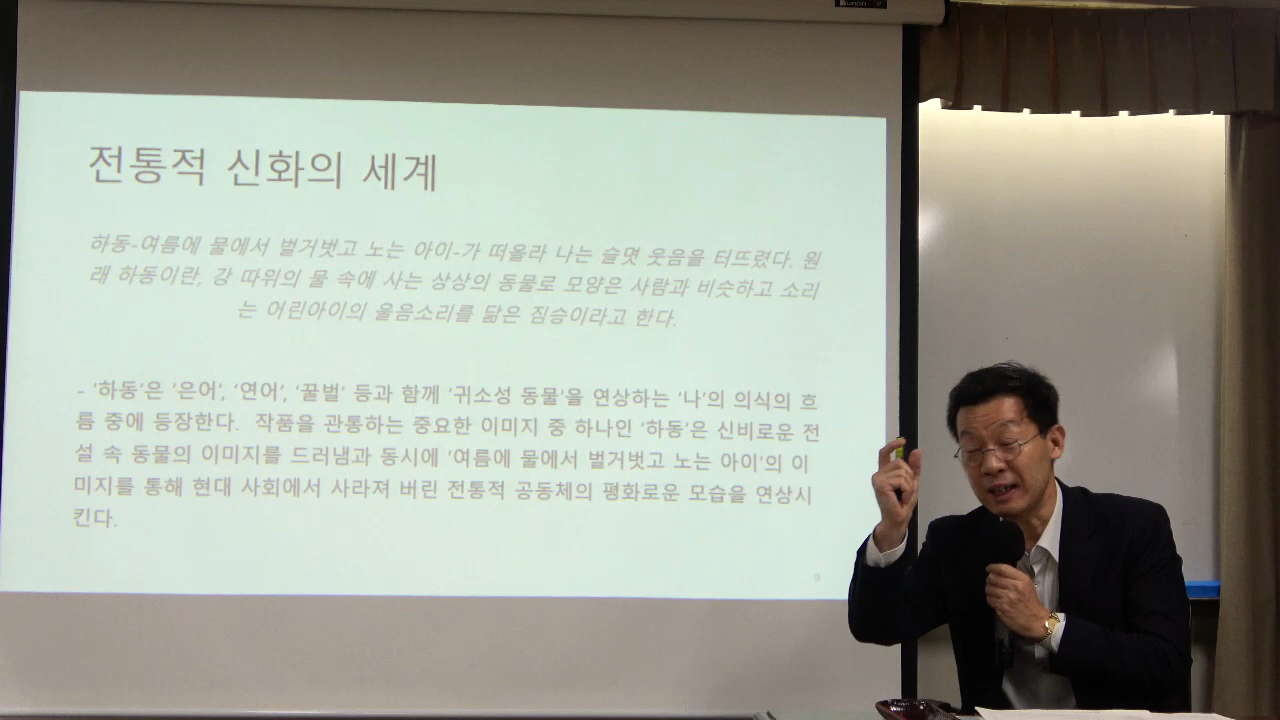 전통적 신화의 세계
하동-여름에 물에서 벌거벗고 노는 아이-가 떠올라 나는 슬몃 웃음을 터뜨렸다. 원
래 하동이란, 강 따위의 물 속에 사는 상상의 동물로 모양은 사람과 비슷하고 소리
는 어린아이의 울음소리를 닮은 짐승이라고 한다.
- '하동'은 '은어', '연어', '꿀벌' 등과 함께 '귀소성 동물'을 연상하는 '나'의 의식의 흐
름 중에 등장한다. 작품을 관통하는 중요한 이미지 중 하나인 '하동'은 신비로운 전
설 속 동물의 이미지를 드러냄과 동시에 '여름에 물에서 벌거벗고 노는 아이'의 이
미지를 통해 현대 사회에서 사라져 버린 전통적 공동체의 평화로운 모습을 연상시
킨다.
9